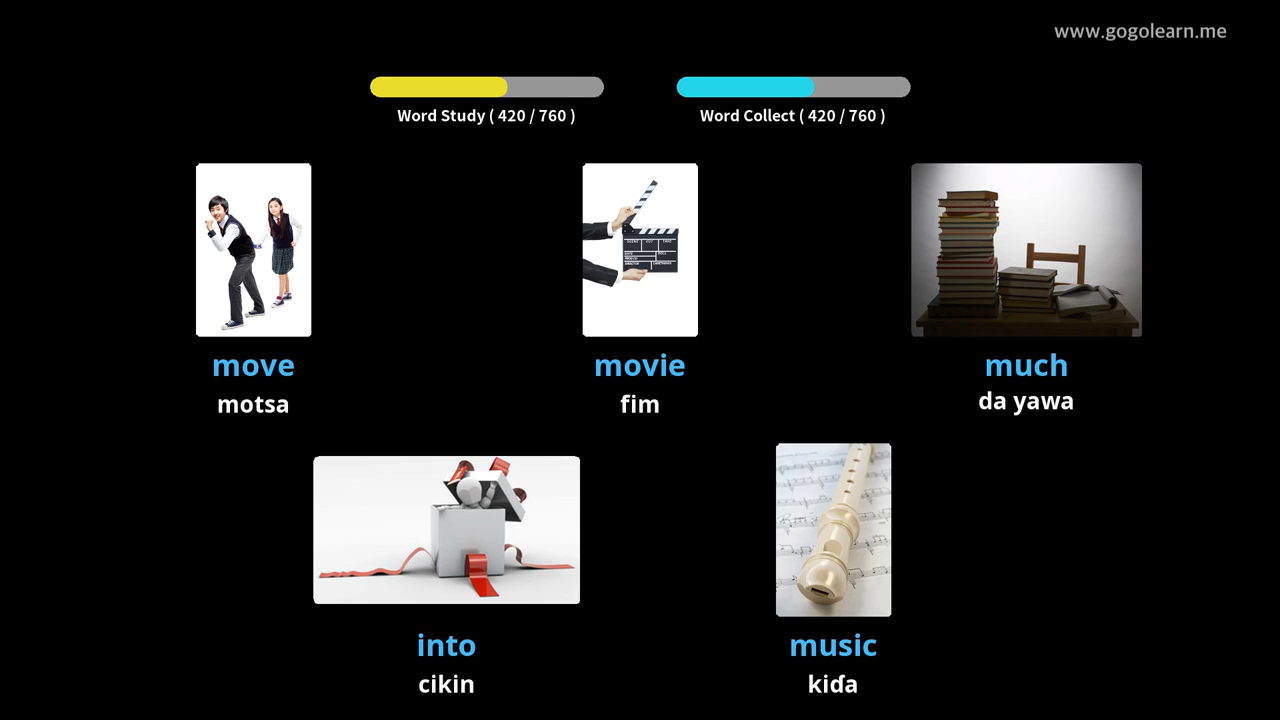 www.gogolearn.me
Word Study ( 420 / 760 )
Word Collect ( 420 / 760 )
move
motsa
movie
fim
much
da yawa
into
cikin
music
kiɗa